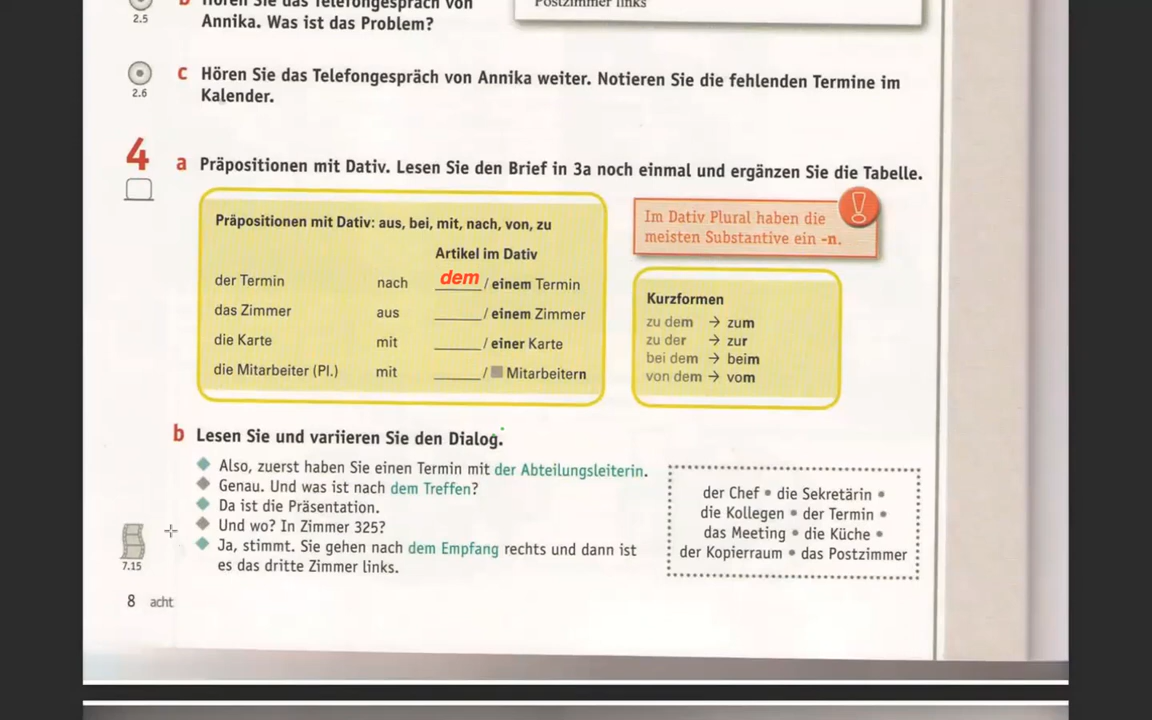 b Hören Sie das Telefongespräch von
Annika. Was ist das Problem?
2.5
Postzimmer links
c Hören Sie das Telefongespräch von Annika weiter. Notieren Sie die fehlenden Termine im
Kalender.
2.6
4 a Präpositionen mit Dativ. Lesen Sie den Brief in 3a noch einmal und ergänzen Sie die Tabelle.
Präpositionen mit Dativ: aus, bei, mit, nach, von, zu
Artikel im Dativ
der Termin nach dem / einem Termin
das Zimmer aus ______ / einem Zimmer
die Karte mit ______ / einer Karte
die Mitarbeiter (Pl.) mit ______ / Mitarbeitern
!
Im Dativ Plural haben die
meisten Substantive ein -n.
Kurzformen
zu dem → zum
zu der → zur
bei dem → beim
von dem → vom
b Lesen Sie und variieren Sie den Dialog.
Also, zuerst haben Sie einen Termin mit der Abteilungsleiterin.
Genau. Und was ist nach dem Treffen?
Da ist die Präsentation.
Und wo? In Zimmer 325?
Ja, stimmt. Sie gehen nach dem Empfang rechts und dann ist
es das dritte Zimmer links.
7.15
der Chef • die Sekretärin •
die Kollegen • der Termin •
das Meeting • die Küche •
der Kopierraum • das Postzimmer
8 acht